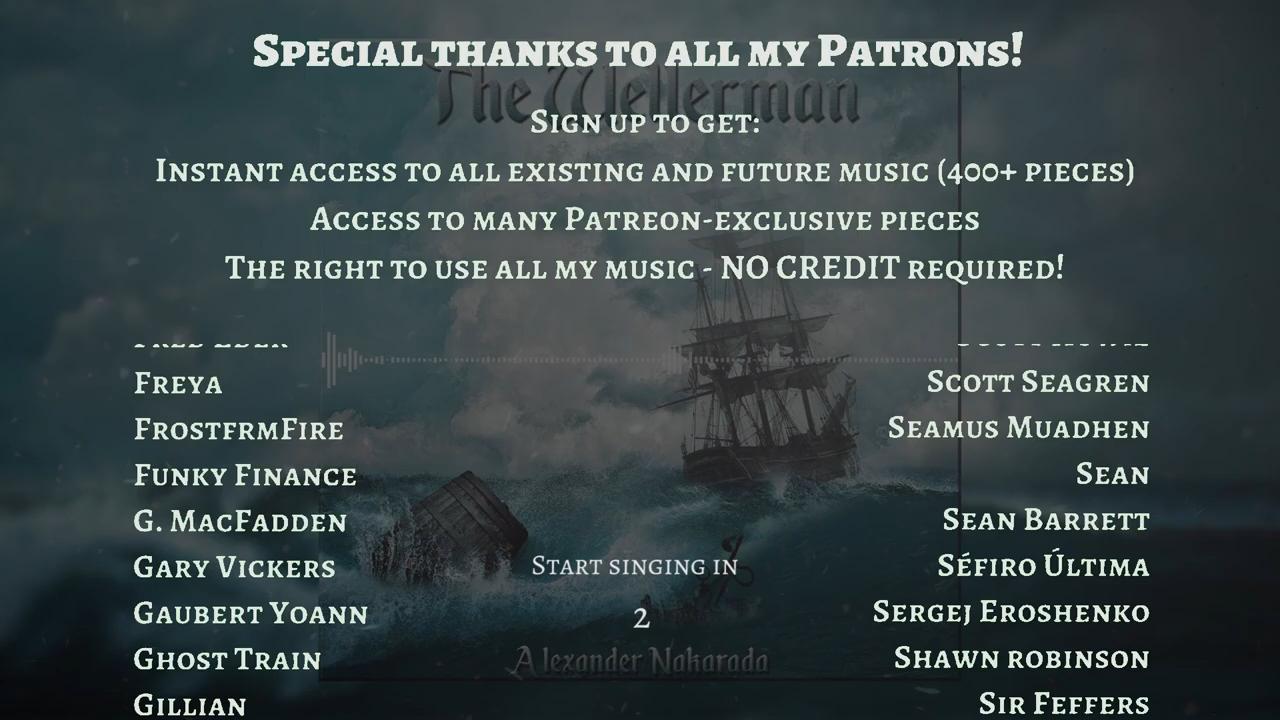 Special thanks to all my Patrons!
The Wellerman
Sign up to get:
Instant access to all existing and future music (400+ pieces)
Access to many Patreon-exclusive pieces
The right to use all my music - NO CREDIT required!
Freya
Scott Seagren
FrostfrmFire
Seamus Muadhen
Funky Finance
Sean
G. MacFadden
Sean Barrett
Gary Vickers
Start singing in
Séfiro Última
Gaubert Yoann
2
Sergej Eroshenko
Ghost Train
Alexander Nakarada
Shawn robinson
Gillian
Sir Feffers